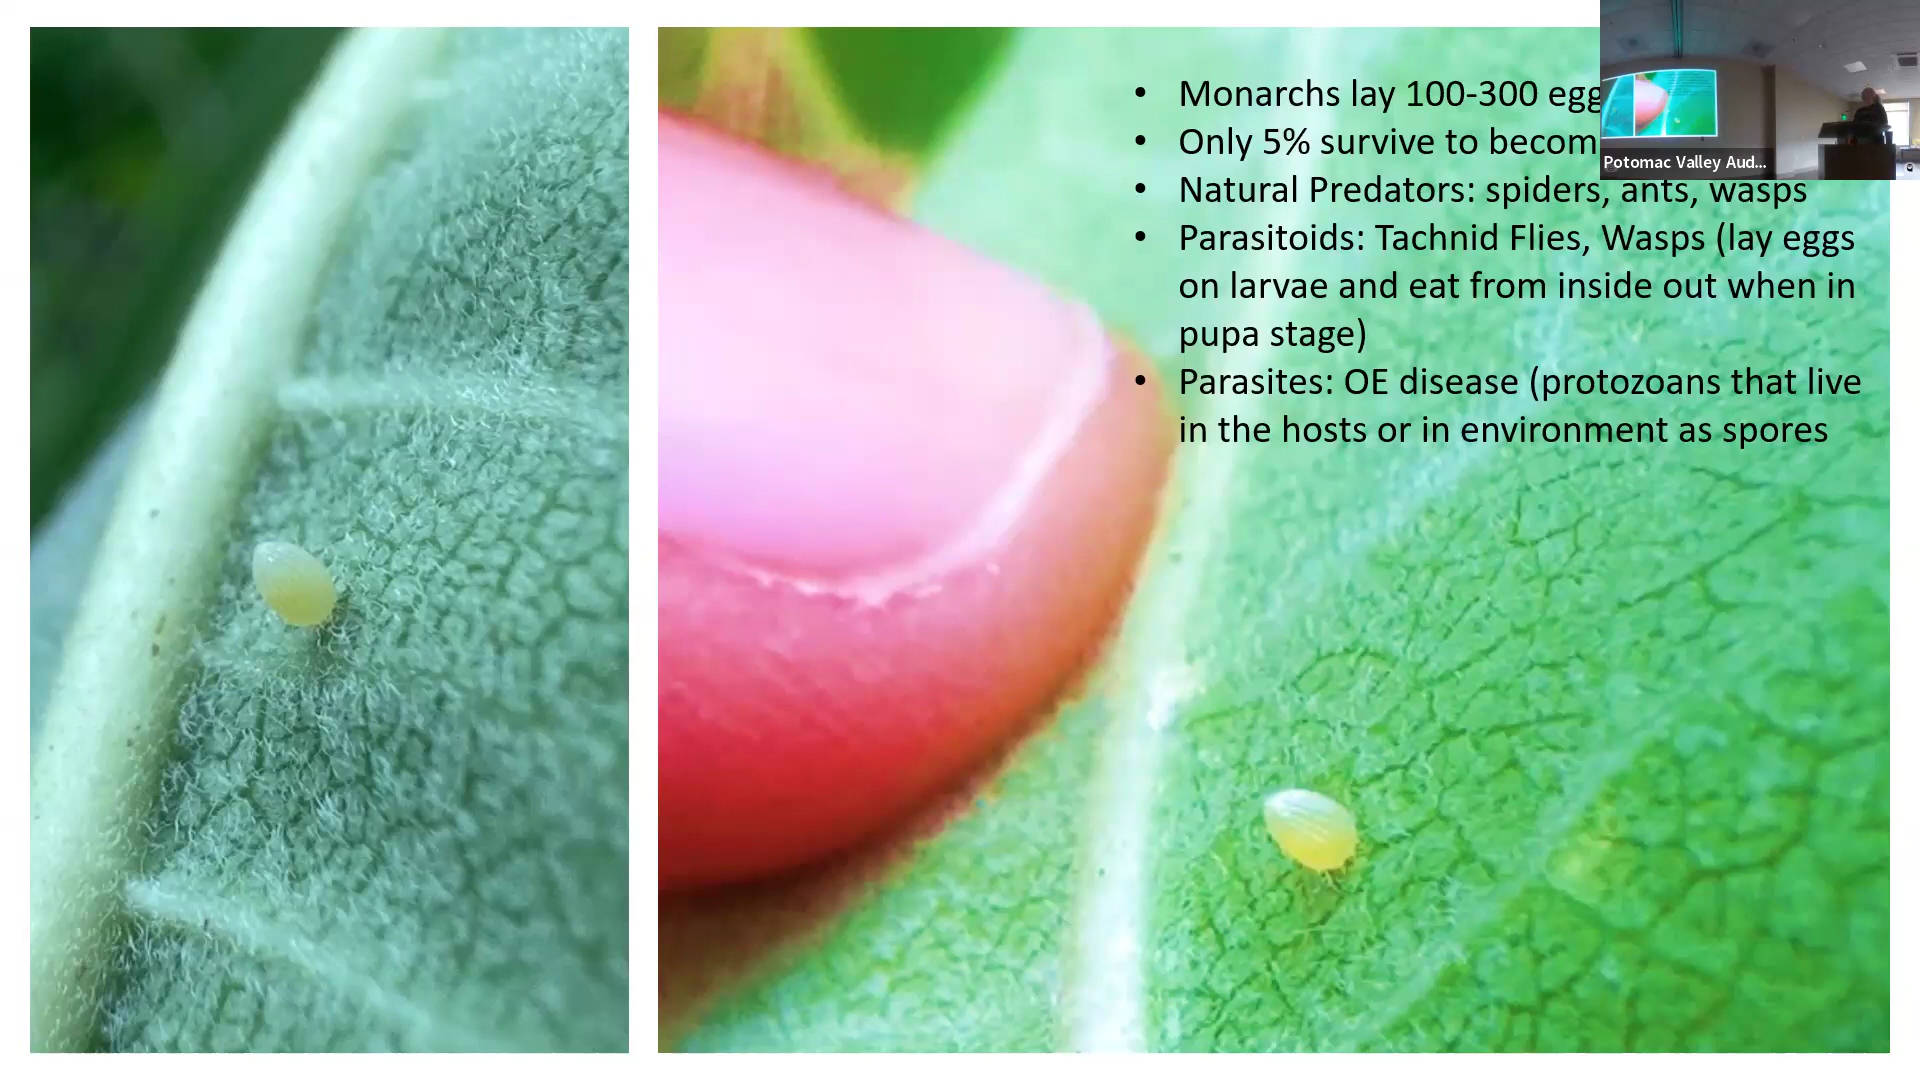 • Monarchs lay 100-300
• Only 5% survive to
• Natural Predators: spiders, ants, wasps
• Parasitoids: Tachnid Flies, Wasps (lay eggs
on larvae and eat from inside out when in
pupa stage)
• Parasites: OE disease (protozoans that live
in the hosts or in environment as spores
Potomac Valley Aud...